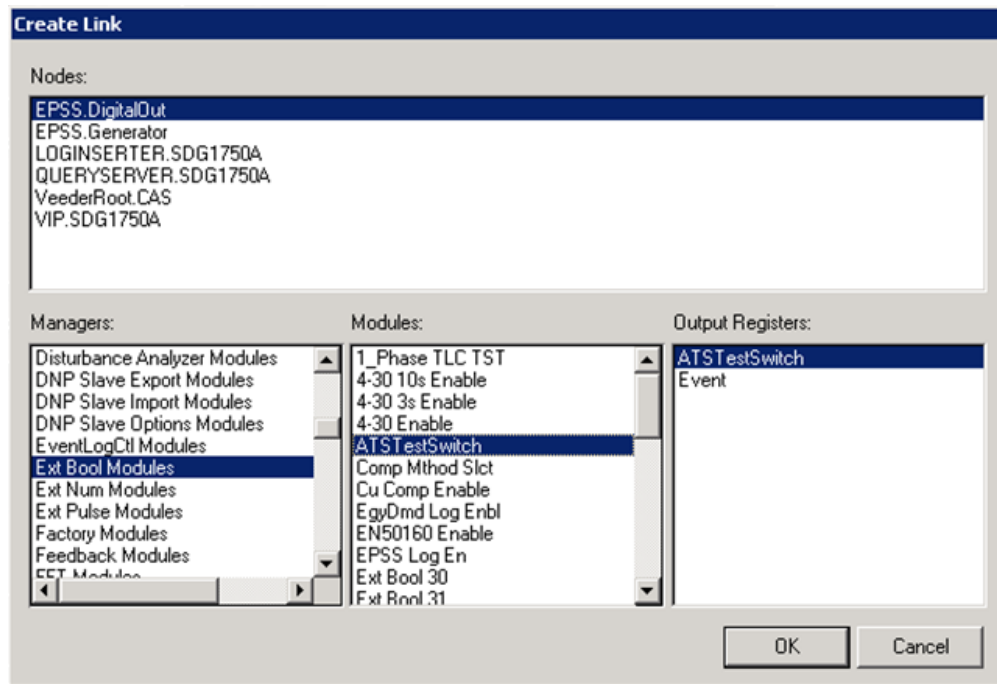 Create Link
Nodes:
EPSS.DigitalOut
EPSS.Generator
LOGINSERTER.SDG1750A
QUERYSERVER.SDG1750A
VeederRoot.CAS
VIP.SDG1750A
Managers:
Disturbance Analyzer Modules
DNP Slave Export Modules
DNP Slave Import Modules
DNP Slave Options Modules
EventLogCtl Modules
Ext Bool Modules
Ext Num Modules
Ext Pulse Modules
Factory Modules
Feedback Modules
FFT Modules
Modules:
1_Phase TLC TST
4-30 10s Enable
4-30 3s Enable
4-30 Enable
ATSTestSwitch
Comp Mthod Slct
Cu Comp Enable
EgyDmd Log Enbl
EN50160 Enable
EPSS Log En
Ext Bool 30
Ext Bool 31
Output Registers:
ATSTestSwitch
Event
OK
Cancel